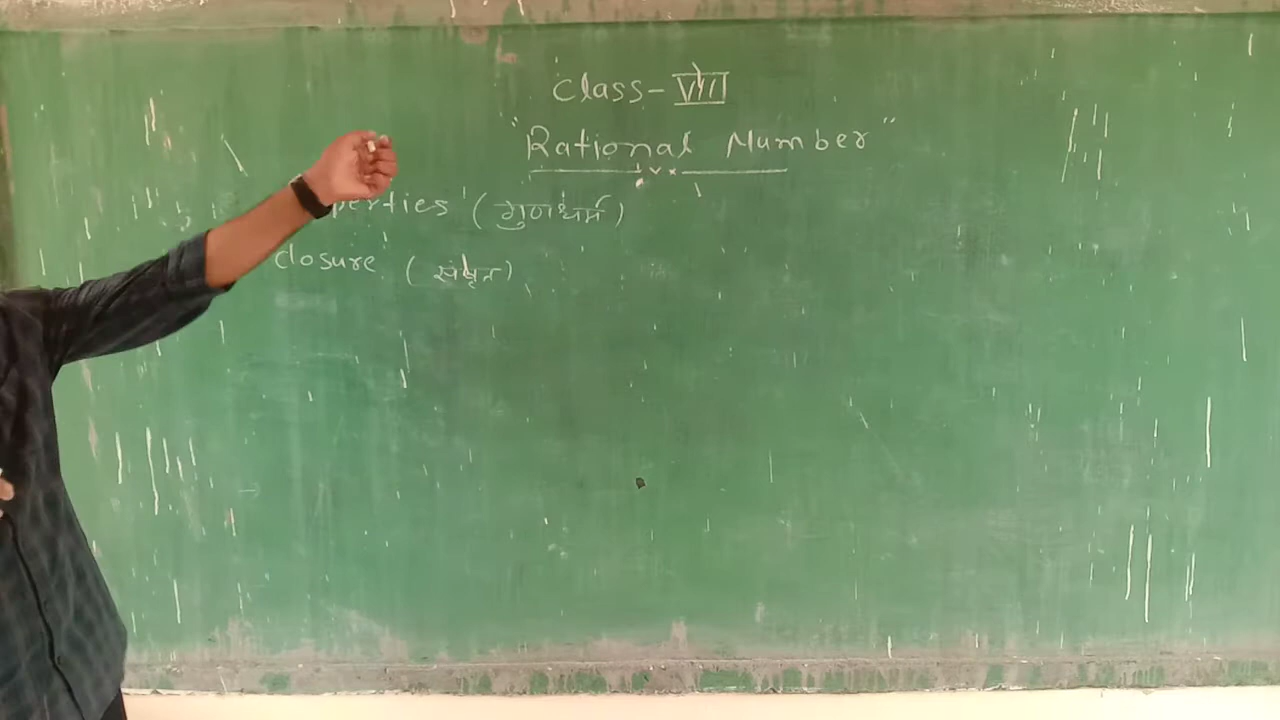 Class-VIII
"Rational Number"
perties (गुणधर्म)
closure (संवृत)